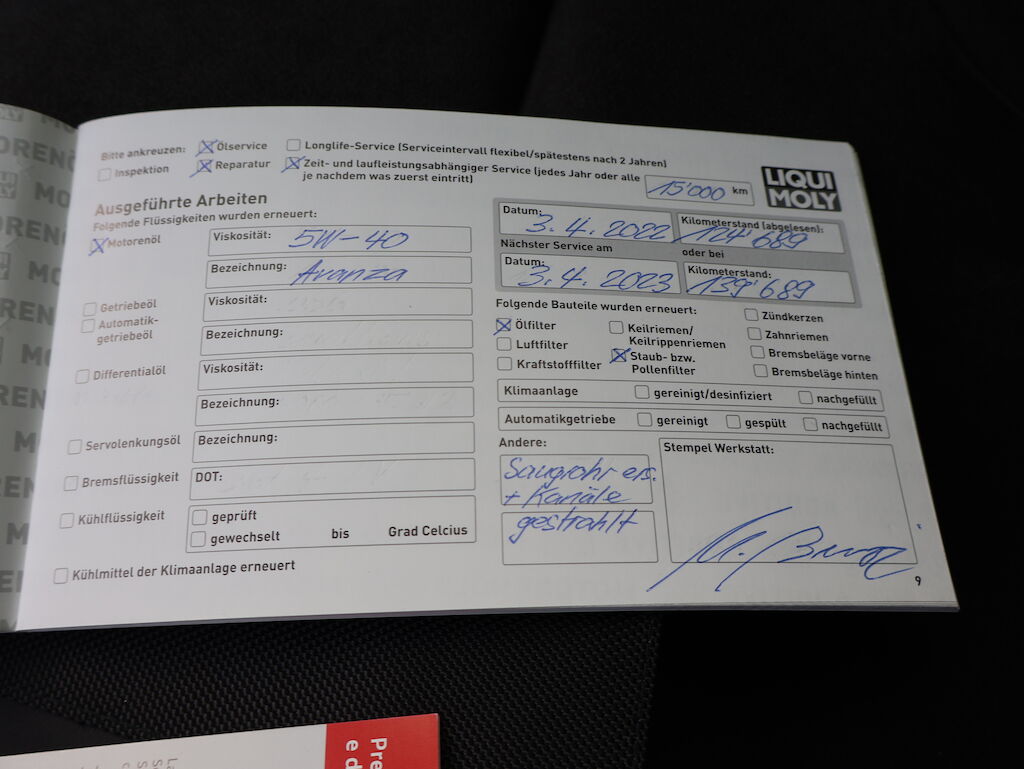 Bitte ankreuzen: Ölservice Longlife-Service (Serviceintervall flexibel/spätestens nach 2 Jahren)
Inspektion Reparatur Zeit- und laufleistungsabhängiger Service (jedes Jahr oder alle 15'000 km
je nachdem was zuerst eintritt)
LIQUI
MOLY
Ausgeführte Arbeiten
Folgende Flüssigkeiten wurden erneuert:
Motorenöl Viskosität: 5W-40
Bezeichnung: Avanza
Getriebeöl Viskosität:
Automatik-
getriebeöl
Bezeichnung:
Differentialöl Viskosität:
Bezeichnung:
Servolenkungsöl Bezeichnung:
Bremsflüssigkeit DOT:
Kühlflüssigkeit geprüft
gewechselt bis Grad Celcius
Kühlmittel der Klimaanlage erneuert
Datum: 3.4.2022 Kilometerstand (abgelesen): 124'689
Nächster Service am oder bei
Datum: 3.4.2023 Kilometerstand: 139'689
Folgende Bauteile wurden erneuert:
Ölfilter Keilriemen/ Zündkerzen
Keilrippenriemen
Luftfilter Staub- bzw. Zahnriemen
Pollenfilter
Kraftstofffilter Bremsbeläge vorne
Bremsbeläge hinten
Klimaanlage gereinigt/desinfiziert nachgefüllt
Automatikgetriebe gereinigt gespült nachgefüllt
Andere: Stempel Werkstatt:
Saugrohr ers.
+ Kanäle
gestrahlt
9
MORENÖ
MOLY
Pre
e d